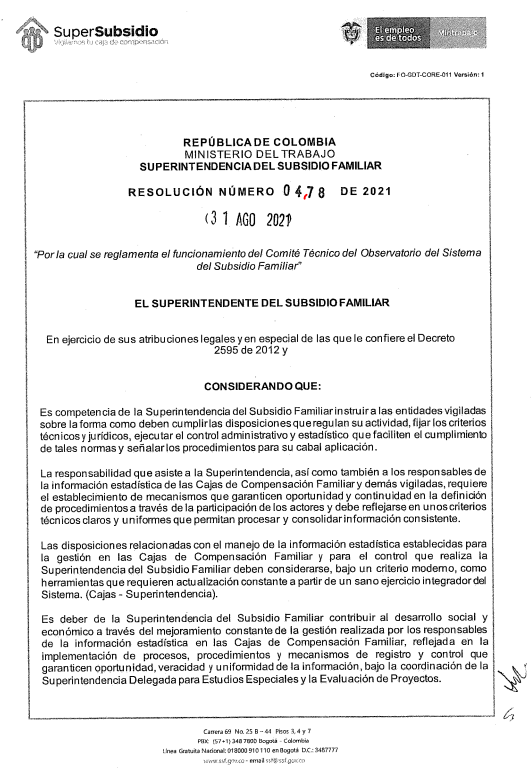 SuperSubsidio
Vigilamos tu caja de compensación
El empleo
es de todos
Mintrabajo
Código: FO-GDT-CORE-011 Versión: 1
REPÚBLICA DE COLOMBIA
MINISTERIO DEL TRABAJO
SUPERINTENDENCIA DEL SUBSIDIO FAMILIAR
RESOLUCIÓN NÚMERO 0478 DE 2021
(31 AGO 2021)
"Por la cual se reglamenta el funcionamiento del Comité Técnico del Observatorio del Sistema
del Subsidio Familiar"
EL SUPERINTENDENTE DEL SUBSIDIO FAMILIAR
En ejercicio de sus atribuciones legales y en especial de las que le confiere el Decreto
2595 de 2012 y
CONSIDERANDO QUE:
Es competencia de la Superintendencia del Subsidio Familiar instruir a las entidades vigiladas
sobre la forma como deben cumplir las disposiciones que regulan su actividad, fijar los criterios
técnicos y jurídicos, ejecutar el control administrativo y estadístico que faciliten el cumplimiento
de tales normas y señalar los procedimientos para su cabal aplicación.
La responsabilidad que asiste a la Superintendencia, así como también a los responsables de
la información estadística de las Cajas de Compensación Familiar y demás vigiladas, requiere
el establecimiento de mecanismos que garanticen oportunidad y continuidad en la definición
de procedimientos a través de la participación de los actores y debe reflejarse en unos criterios
técnicos claros y uniformes que permitan procesar y consolidar información consistente.
Las disposiciones relacionadas con el manejo de la información estadística establecidas para
la gestión en las Cajas de Compensación Familiar y para el control que realiza la
Superintendencia del Subsidio Familiar deben considerarse, bajo un criterio moderno, como
herramientas que requieren actualización constante a partir de un sano ejercicio integrador del
Sistema. (Cajas - Superintendencia).
Es deber de la Superintendencia del Subsidio Familiar contribuir al desarrollo social y
económico a través del mejoramiento constante de la gestión realizada por los responsables
de la información estadística en las Cajas de Compensación Familiar, reflejada en la
implementación de procesos, procedimientos y mecanismos de registro y control que
garanticen oportunidad, veracidad y uniformidad de la información, bajo la coordinación de la
Superintendencia Delegada para Estudios Especiales y la Evaluación de Proyectos.
Carrera 69 No. 25 B – 44 Pisos 3, 4 y 7
PBX: (57+1) 348 7800 Bogotá - Colombia
Línea Gratuita Nacional: 018000 910 110 en Bogotá D.C.: 3487777
www.ssf.gov.co - email ssf@ssf.gov.co